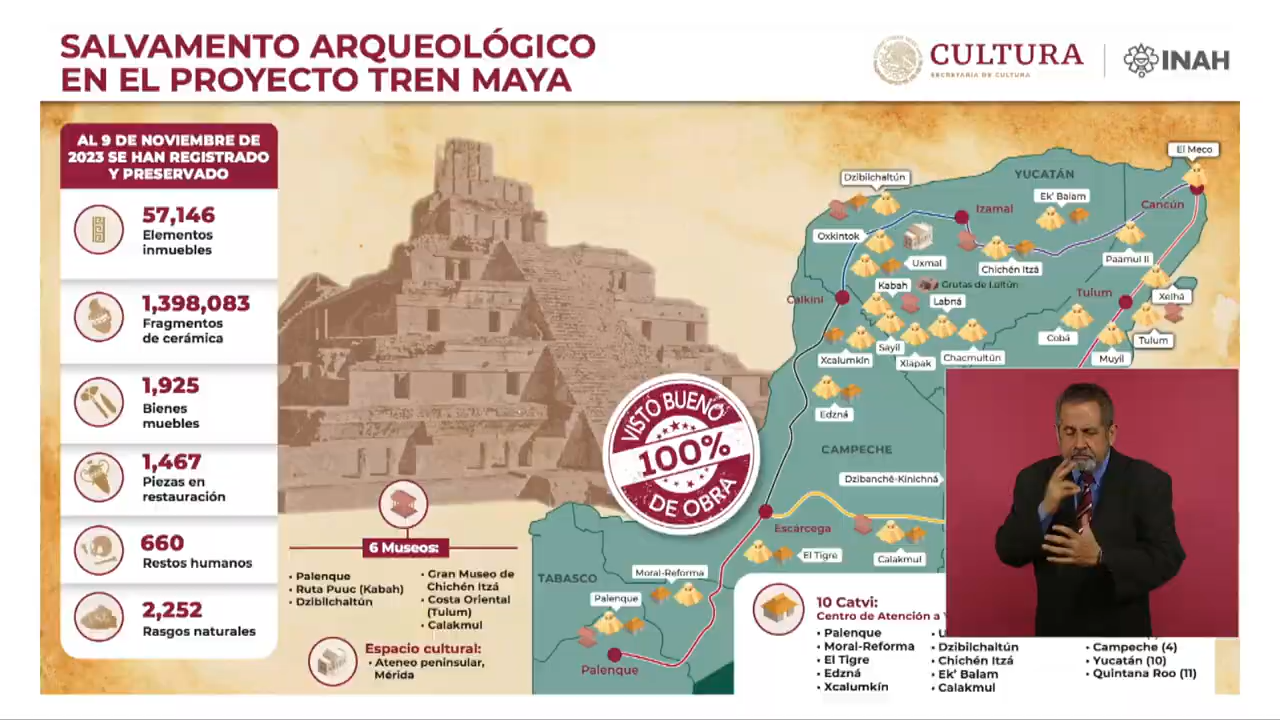 SALVAMENTO ARQUEOLÓGICO
EN EL PROYECTO TREN MAYA
CULTURA
SECRETARÍA DE CULTURA
INAH
AL 9 DE NOVIEMBRE DE
2023 SE HAN REGISTRADO
Y PRESERVADO
57,146
Elementos
inmuebles
1,398,083
Fragmentos
de cerámica
1,925
Bienes
muebles
1,467
Piezas en
restauración
660
Restos humanos
2,252
Rasgos naturales
VISTO BUENO
100%
DE OBRA
6 Museos:
• Palenque
• Ruta Puuc (Kabah)
• Dzibilchaltún
• Gran Museo de
Chichén Itzá
• Costa Oriental
(Tulum)
• Calakmul
Espacio cultural:
• Ateneo peninsular,
Mérida
El Meco
YUCATÁN
Dzibilchaltún
Ek' Balam
Cancún
Izamal
Oxkintok
Uxmal
Chichén Itzá
Paamul II
Kabah
Grutas de Loltún
Calkiní
Labná
Tulum
Xelhá
Cobá
Tulum
Sayil
Xcalumkín
Xlapak
Chacmultún
Muyil
Edzná
CAMPECHE
Dzibanché-Kinichná
Escárcega
El Tigre
Calakmul
TABASCO
Moral-Reforma
Palenque
Palenque
10 Catvi:
Centro de Atención a
• Palenque
• Moral-Reforma
• El Tigre
• Edzná
• Xcalumkín
• Dzibilchaltún
• Chichén Itzá
• Ek' Balam
• Calakmul
• Campeche (4)
• Yucatán (10)
• Quintana Roo (11)